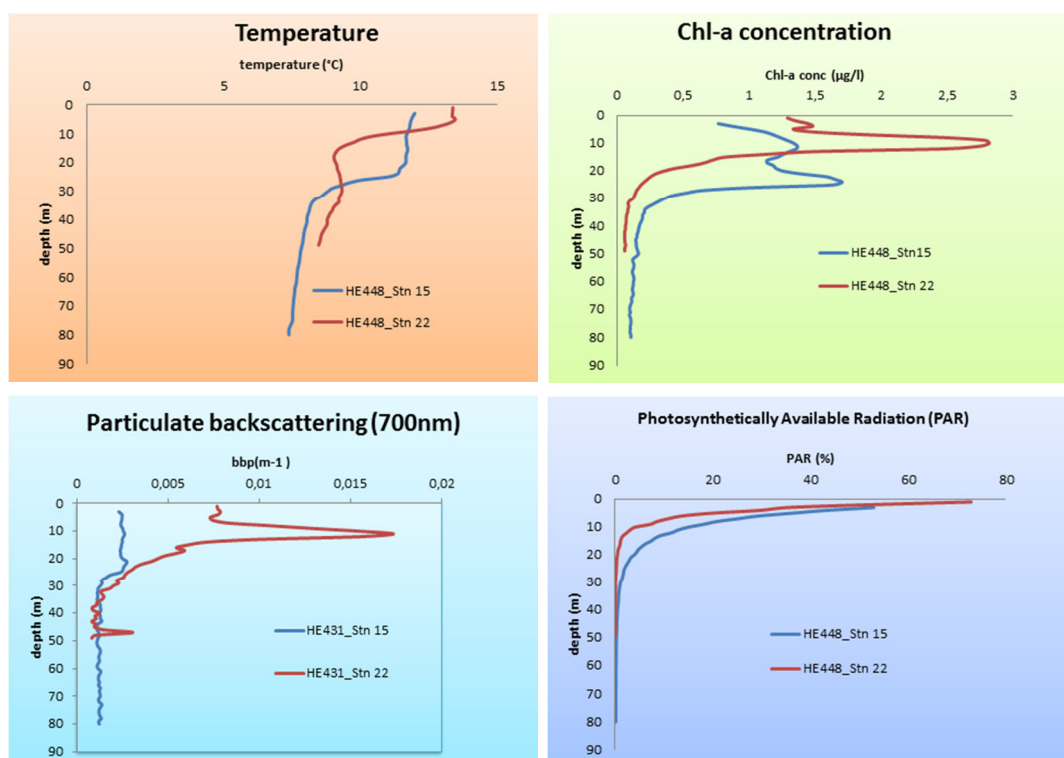 Temperature
temperature (°C)
0 5 10 15
0
10
20
30
40
50
60
70
80
90
depth (m)
HE448_Stn 15
HE448_Stn 22
Chl-a concentration
Chl-a conc (µg/l)
0 0,5 1 1,5 2 2,5 3
0
10
20
30
40
50
60
70
80
90
depth (m)
HE448_Stn15
HE448_Stn 22
Particulate backscattering (700nm)
bbp(m-1 )
0 0,005 0,01 0,015 0,02
0
10
20
30
40
50
60
70
80
90
depth (m)
HE431_Stn 15
HE431_Stn 22
Photosynthetically Available Radiation (PAR)
PAR (%)
0 20 40 60 80
0
10
20
30
40
50
60
70
80
90
depth (m)
HE448_Stn 15
HE448_Stn 22